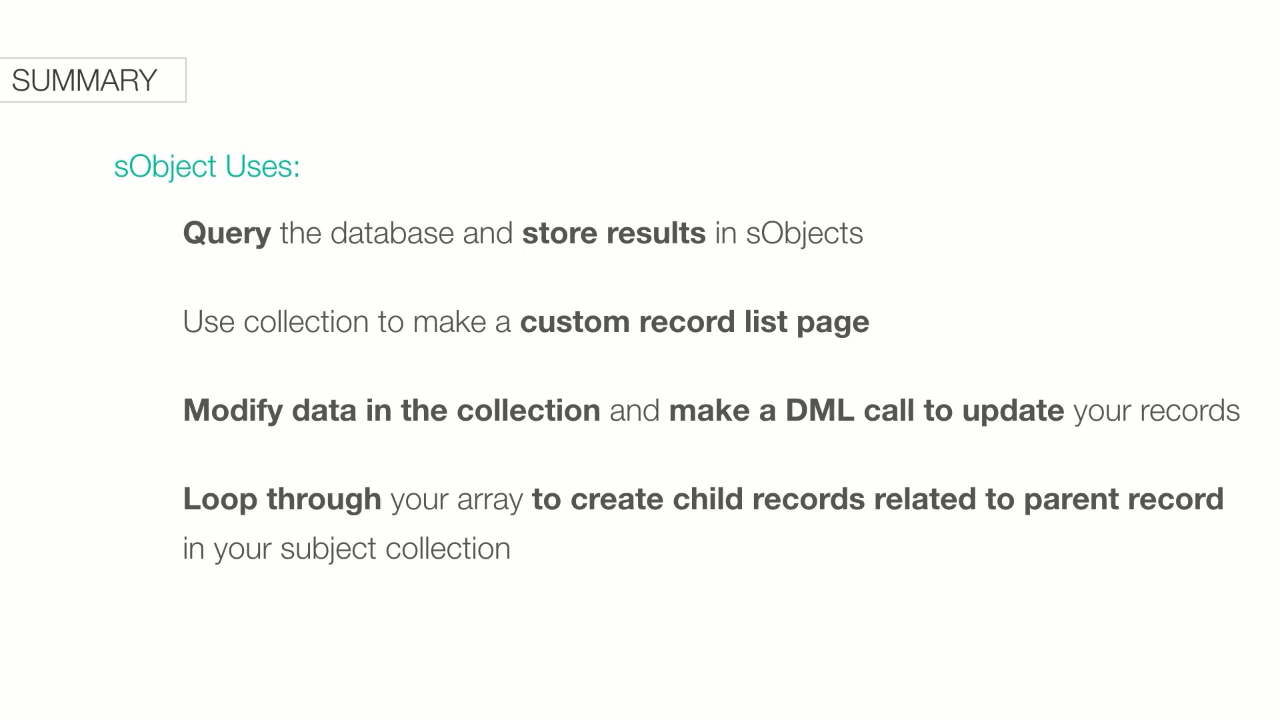 SUMMARY
sObject Uses:
Query the database and store results in sObjects
Use collection to make a custom record list page
Modify data in the collection and make a DML call to update your records
Loop through your array to create child records related to parent record
in your subject collection